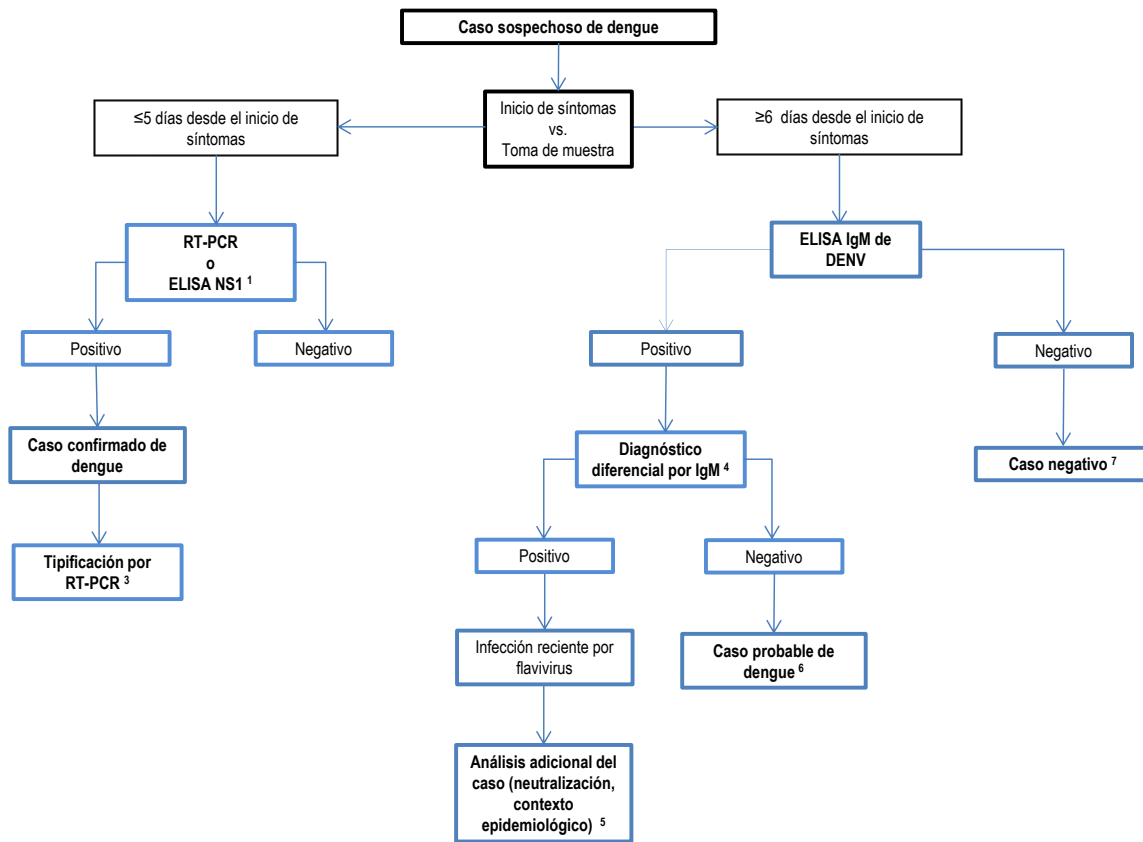 Caso sospechoso de dengue
≤5 días desde el inicio de
síntomas
Inicio de síntomas
vs.
Toma de muestra
≥6 días desde el inicio de
síntomas
RT-PCR
o
ELISA NS1 1
ELISA IgM de
DENV
Positivo
Negativo
Positivo
Negativo
Caso confirmado de
dengue
Diagnóstico
diferencial por IgM 4
Caso negativo 7
Tipificación por
RT-PCR 3
Positivo
Negativo
Infección reciente por
flavivirus
Caso probable de
dengue 6
Análisis adicional del
caso (neutralización,
contexto
epidemiológico) 5